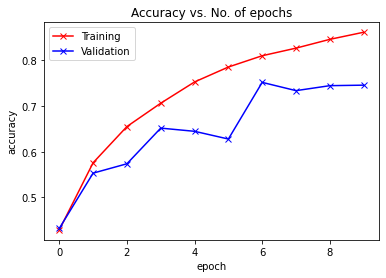 Accuracy vs. No. of epochs
Training
Validation
accuracy
0.8
0.7
0.6
0.5
0 2 4 6 8
epoch